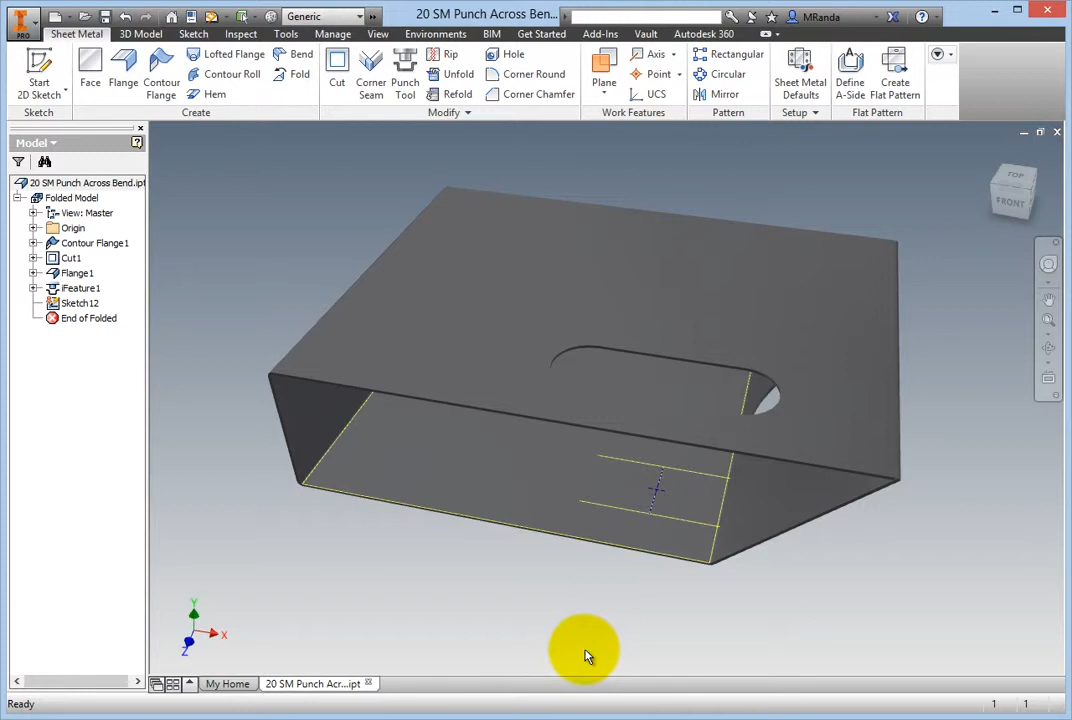 PRO
Generic
20 SM Punch Across Bend....
MRanda
Sheet Metal 3D Model Sketch Inspect Tools Manage View Environments BIM Get Started Add-Ins Vault Autodesk 360
Start
2D Sketch
Face
Flange
Contour
Flange
Lofted Flange
Contour Roll
Hem
Bend
Fold
Cut
Corner
Seam
Punch
Tool
Rip
Unfold
Refold
Hole
Corner Round
Corner Chamfer
Plane
Axis
Point
UCS
Rectangular
Circular
Mirror
Sheet Metal
Defaults
Define
A-Side
Create
Flat Pattern
Sketch Create Modify Work Features Pattern Setup Flat Pattern
Model
20 SM Punch Across Bend.ipt
Folded Model
View: Master
Origin
Contour Flange1
Cut1
Flange1
iFeature1
Sketch12
End of Folded
TOP
FRONT
Y
X
Z
My Home 20 SM Punch Acr...ipt
Ready 1 1